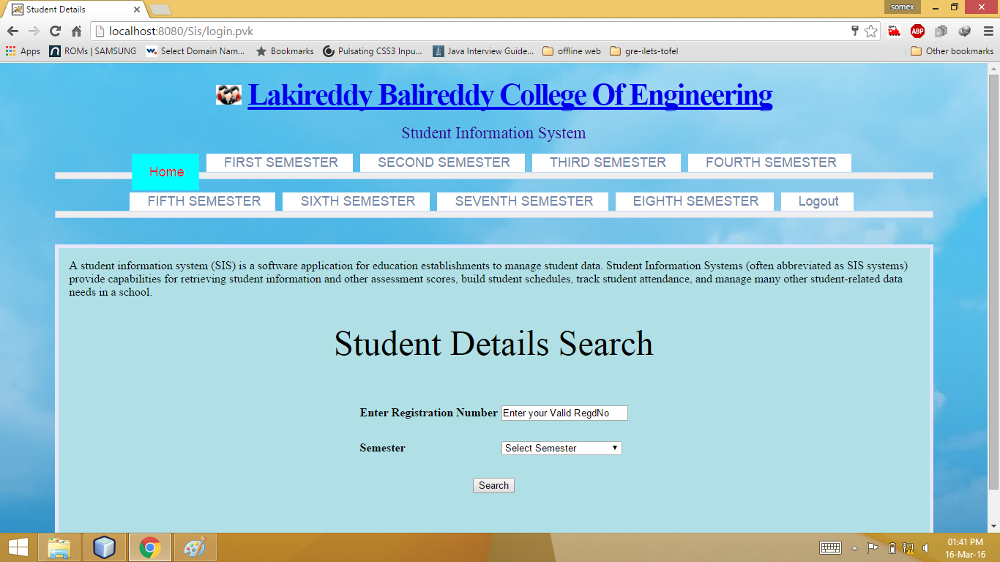 Student Details
somex
localhost:8080/Sis/login.pvk
ABP
Apps ROMs | SAMSUNG Select Domain Nam... Bookmarks Pulsating CSS3 Inpu... Java Interview Guide... offline web gre-ilets-tofel Other bookmarks
Lakireddy Balireddy College Of Engineering
Student Information System
Home FIRST SEMESTER SECOND SEMESTER THIRD SEMESTER FOURTH SEMESTER
FIFTH SEMESTER SIXTH SEMESTER SEVENTH SEMESTER EIGHTH SEMESTER Logout
A student information system (SIS) is a software application for education establishments to manage student data. Student Information Systems (often abbreviated as SIS systems)
provide capabilities for retrieving student information and other assessment scores, build student schedules, track student attendance, and manage many other student-related data
needs in a school.
Student Details Search
Enter Registration Number Enter your Valid RegdNo
Semester Select Semester
Search
01:41 PM
16-Mar-16